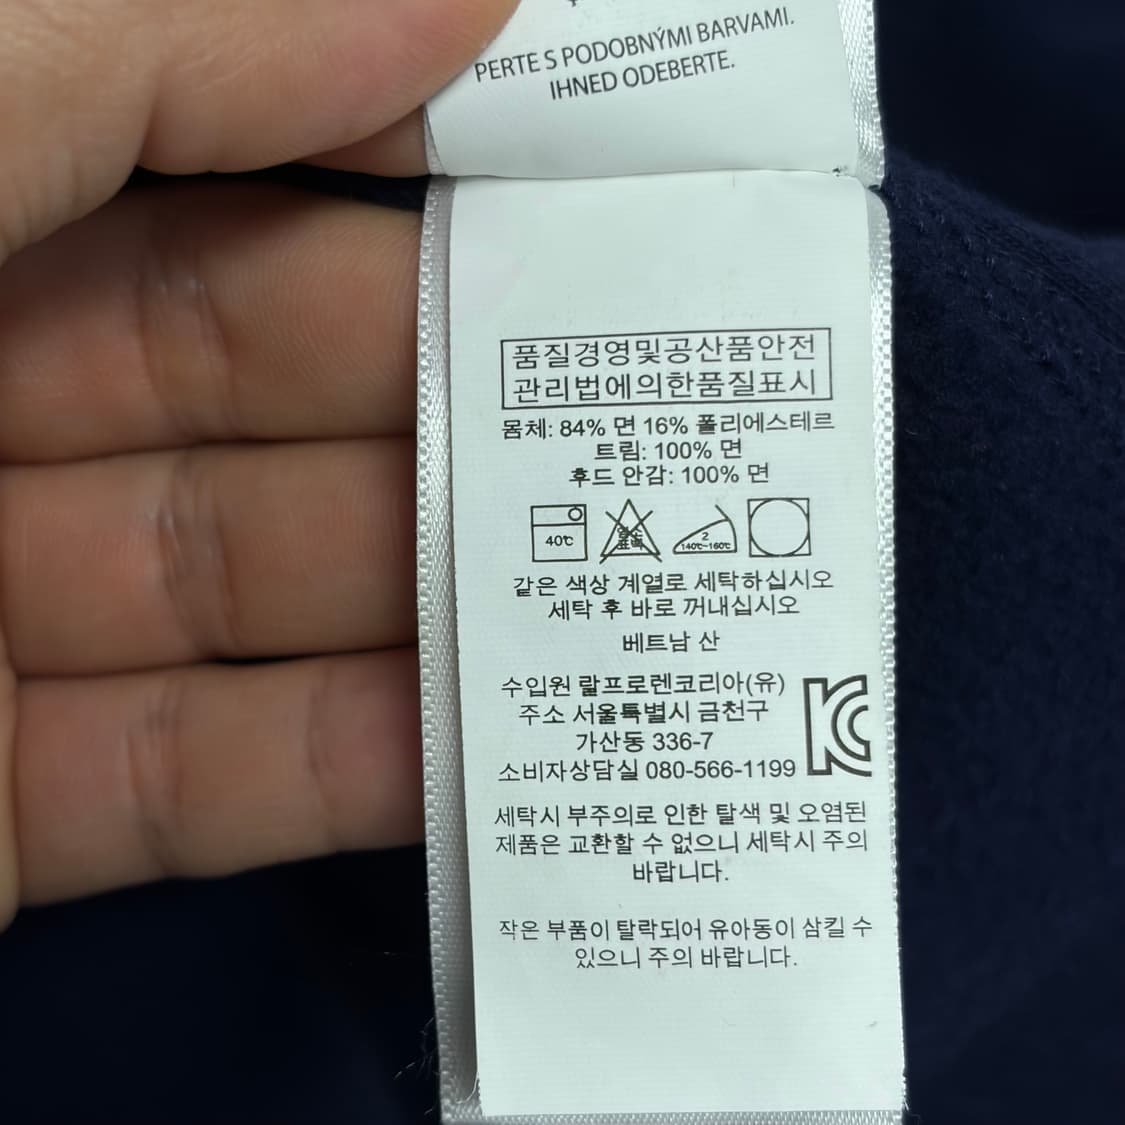 PERTE S PODOBNÝMI BARVAMI.
IHNED ODEBERTE.
품질경영및공산품안전
관리법에의한품질표시
몸체: 84% 면 16% 폴리에스테르
트림: 100% 면
후드 안감: 100% 면
40℃
2
140℃~160℃
같은 색상 계열로 세탁하십시오
세탁 후 바로 꺼내십시오
베트남 산
수입원 랄프로렌코리아(유)
주소 서울특별시 금천구
가산동 336-7
소비자상담실 080-566-1199
KC
세탁시 부주의로 인한 탈색 및 오염된
제품은 교환할 수 없으니 세탁시 주의
바랍니다.
작은 부품이 탈락되어 유아동이 삼킬 수
있으니 주의 바랍니다.